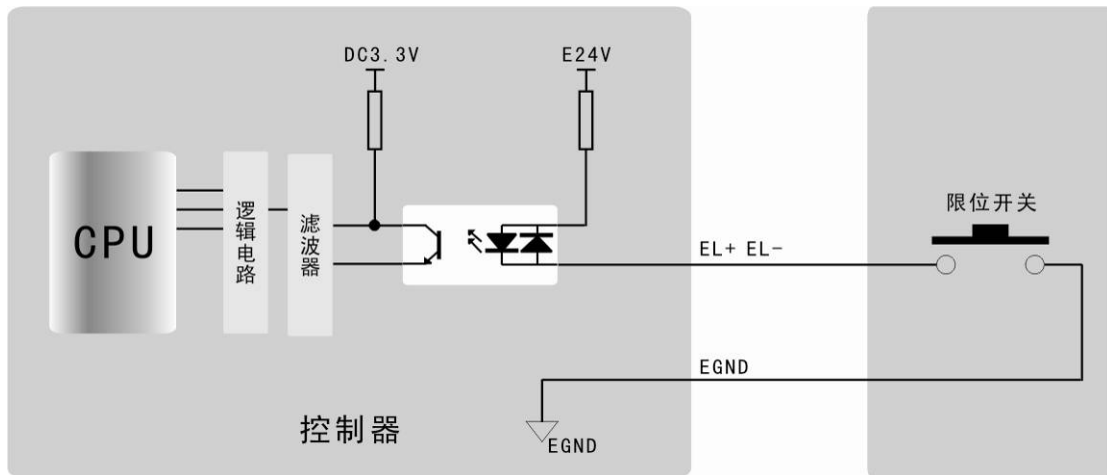 DC3.3V
E24V
CPU
逻辑电路
滤波器
限位开关
EL+ EL-
EGND
控制器
EGND